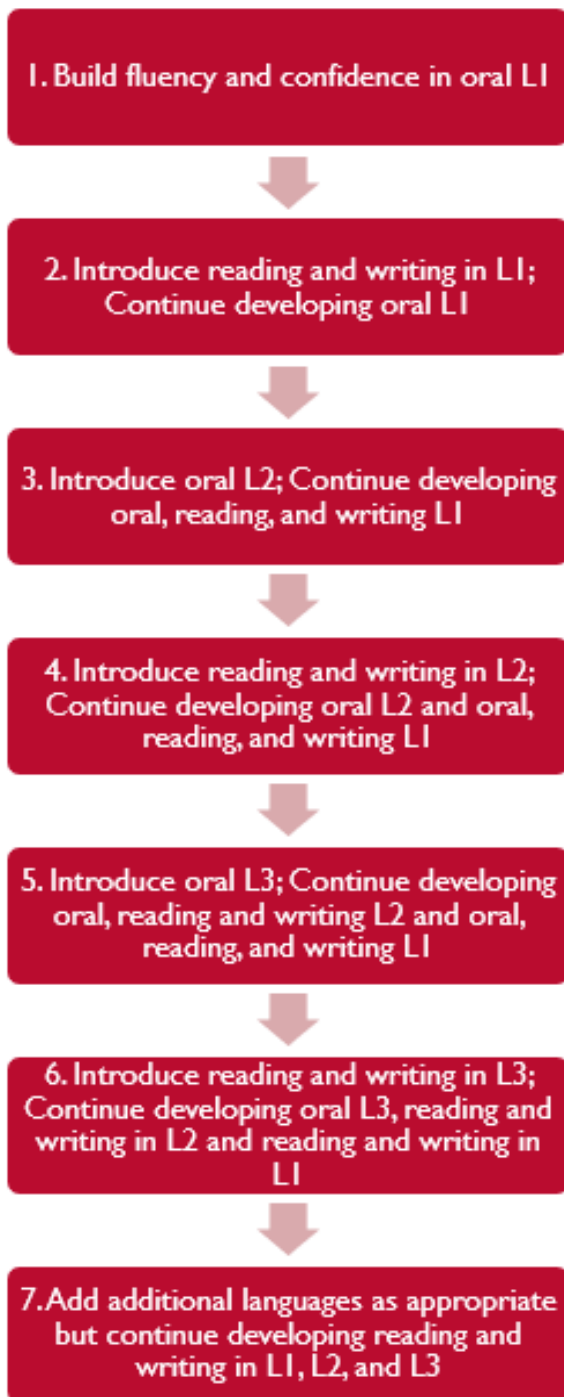 1. Build fluency and confidence in oral L1
2. Introduce reading and writing in L1;
Continue developing oral L1
3. Introduce oral L2; Continue developing
oral, reading, and writing L1
4. Introduce reading and writing in L2;
Continue developing oral L2 and oral,
reading, and writing L1
5. Introduce oral L3; Continue developing
oral, reading and writing L2 and oral,
reading, and writing L1
6. Introduce reading and writing in L3;
Continue developing oral L3, reading and
writing in L2 and reading and writing in
L1
7. Add additional languages as appropriate
but continue developing reading and
writing in L1, L2, and L3